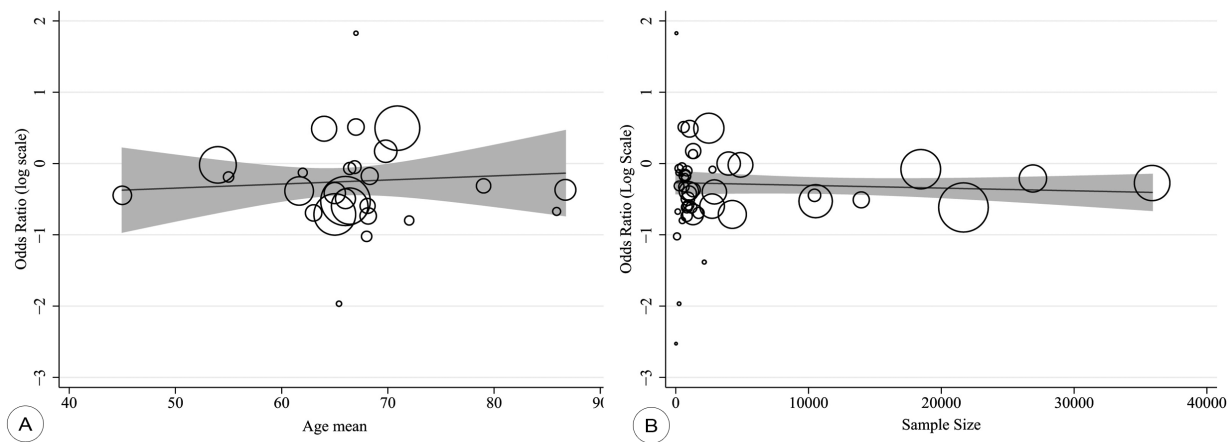 2
1
0
−1
−2
−3
Odds Ratio (log scale)
40 50 60 70 80 90
Age mean
A
2
1
0
−1
−2
−3
Odds Ratio (Log Scale)
0 10000 20000 30000 40000
Sample Size
B